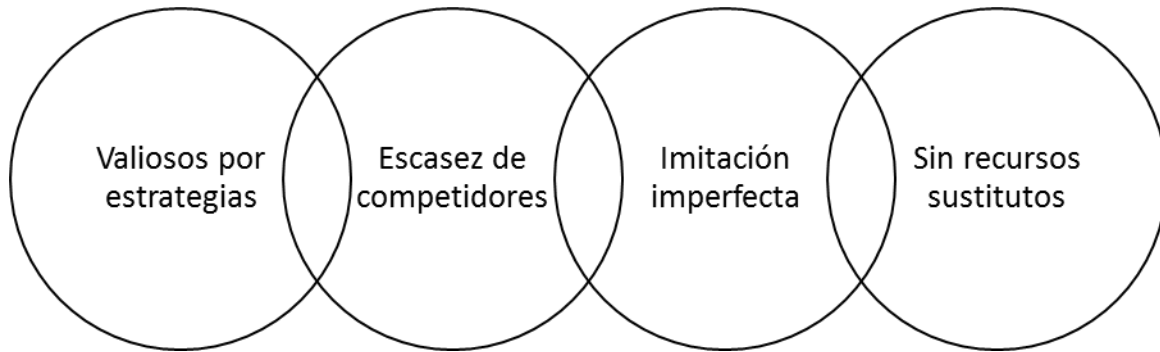 Valiosos por
estrategias
Escasez de
competidores
Imitación
imperfecta
Sin recursos
sustitutos